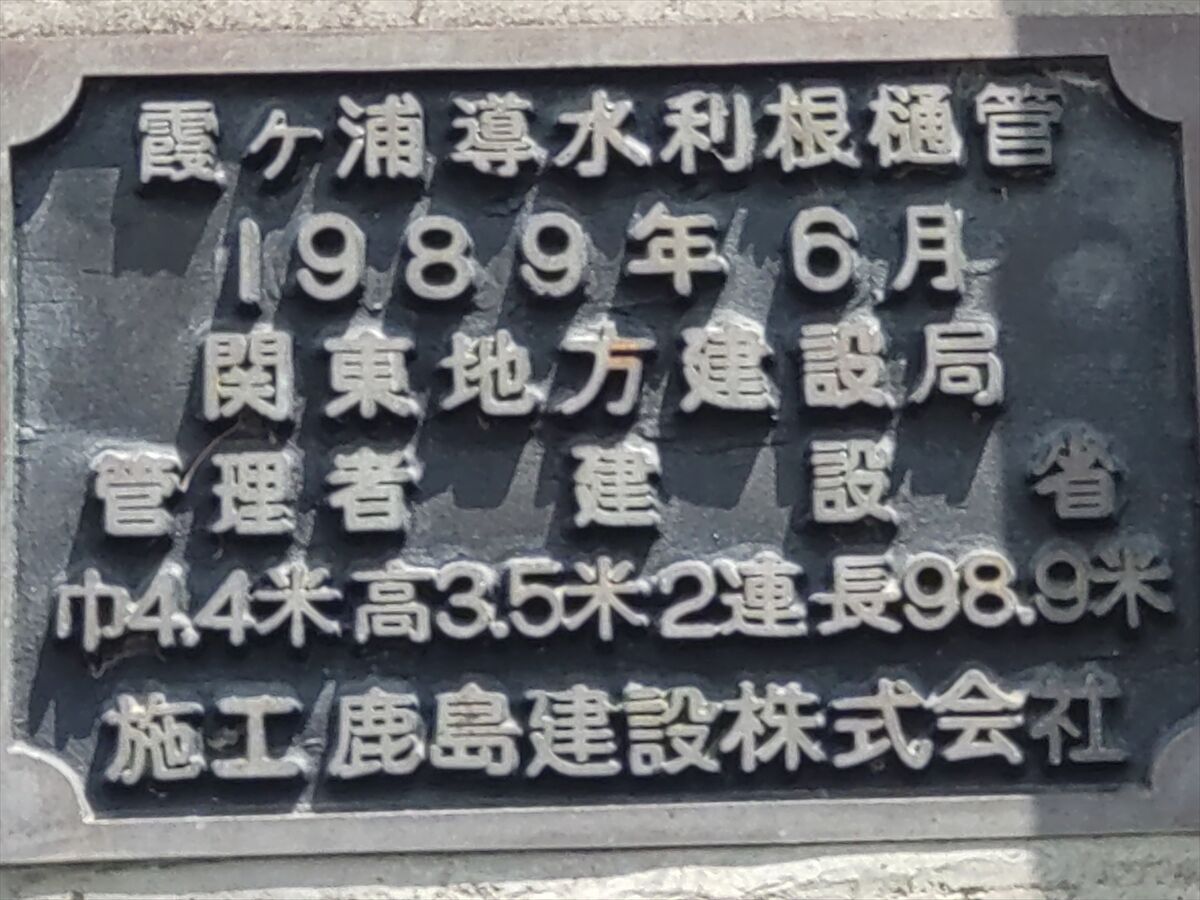 霞ヶ浦導水利根樋管
1989年6月
関東地方建設局
管理者 建設省
巾4.4米高3.5米2連長98.9米
施工 鹿島建設株式会社